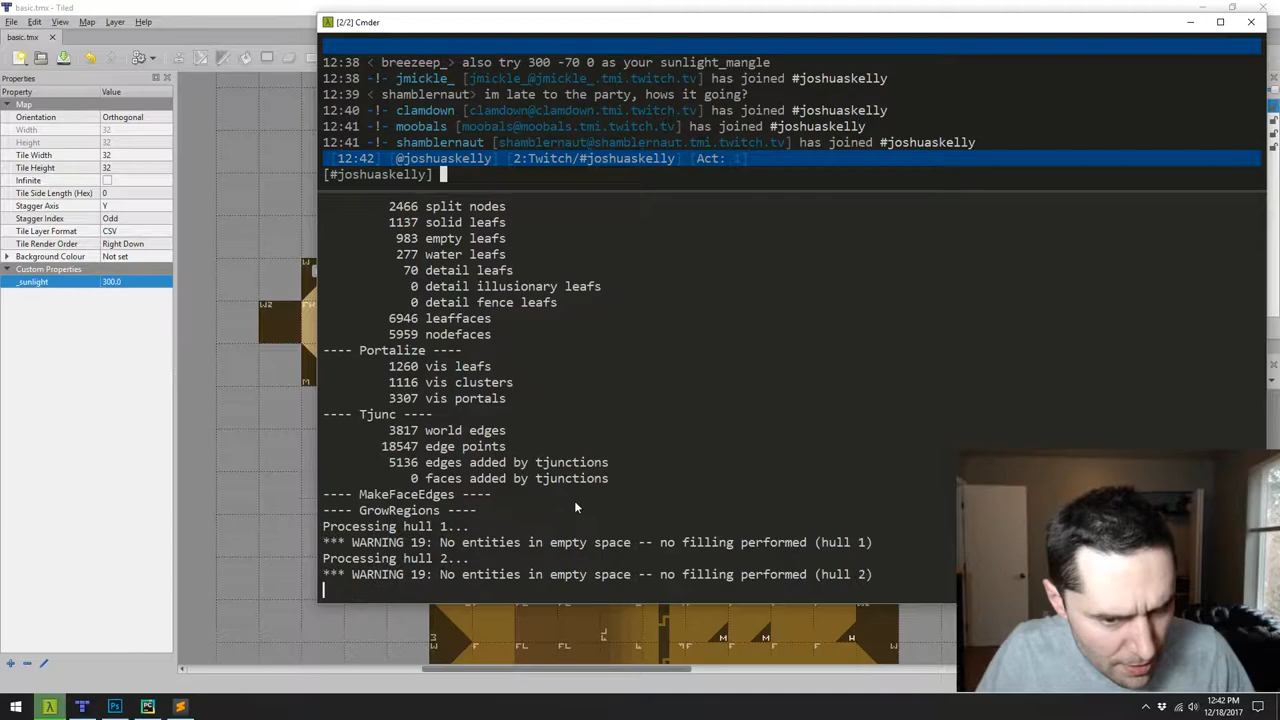 basic.tmx - Tiled
File Edit View Map Layer Help
basic.tmx
Properties
Property Value
Map
Orientation Orthogonal
Width 32
Height 32
Tile Width 32
Tile Height 32
Infinite
Tile Side Length (Hex) 0
Stagger Axis Y
Stagger Index Odd
Tile Layer Format CSV
Tile Render Order Right Down
Background Colour Not set
Custom Properties
_sunlight 300.0
[2/2] Cmder
12:38 < breezeep_> also try 300 -70 0 as your sunlight_mangle
12:38 -!- jmickle_ [jmickle_@jmickle_.tmi.twitch.tv] has joined #joshuaskelly
12:39 < shamblernaut> im late to the party, hows it going?
12:40 -!- clamdown [clamdown@clamdown.tmi.twitch.tv] has joined #joshuaskelly
12:41 -!- moobals [moobals@moobals.tmi.twitch.tv] has joined #joshuaskelly
12:41 -!- shamblernaut [shamblernaut@shamblernaut.tmi.twitch.tv] has joined #joshuaskelly
[12:42] [@joshuaskelly] [2:Twitch/#joshuaskelly] [Act: 1]
[#joshuaskelly]
2466 split nodes
1137 solid leafs
983 empty leafs
277 water leafs
70 detail leafs
0 detail illusionary leafs
0 detail fence leafs
6946 leaffaces
5959 nodefaces
---- Portalize ----
1260 vis leafs
1116 vis clusters
3307 vis portals
---- Tjunc ----
3817 world edges
18547 edge points
5136 edges added by tjunctions
0 faces added by tjunctions
---- MakeFaceEdges ----
---- GrowRegions ----
Processing hull 1...
*** WARNING 19: No entities in empty space -- no filling performed (hull 1)
Processing hull 2...
*** WARNING 19: No entities in empty space -- no filling performed (hull 2)
12:42 PM
12/18/2017